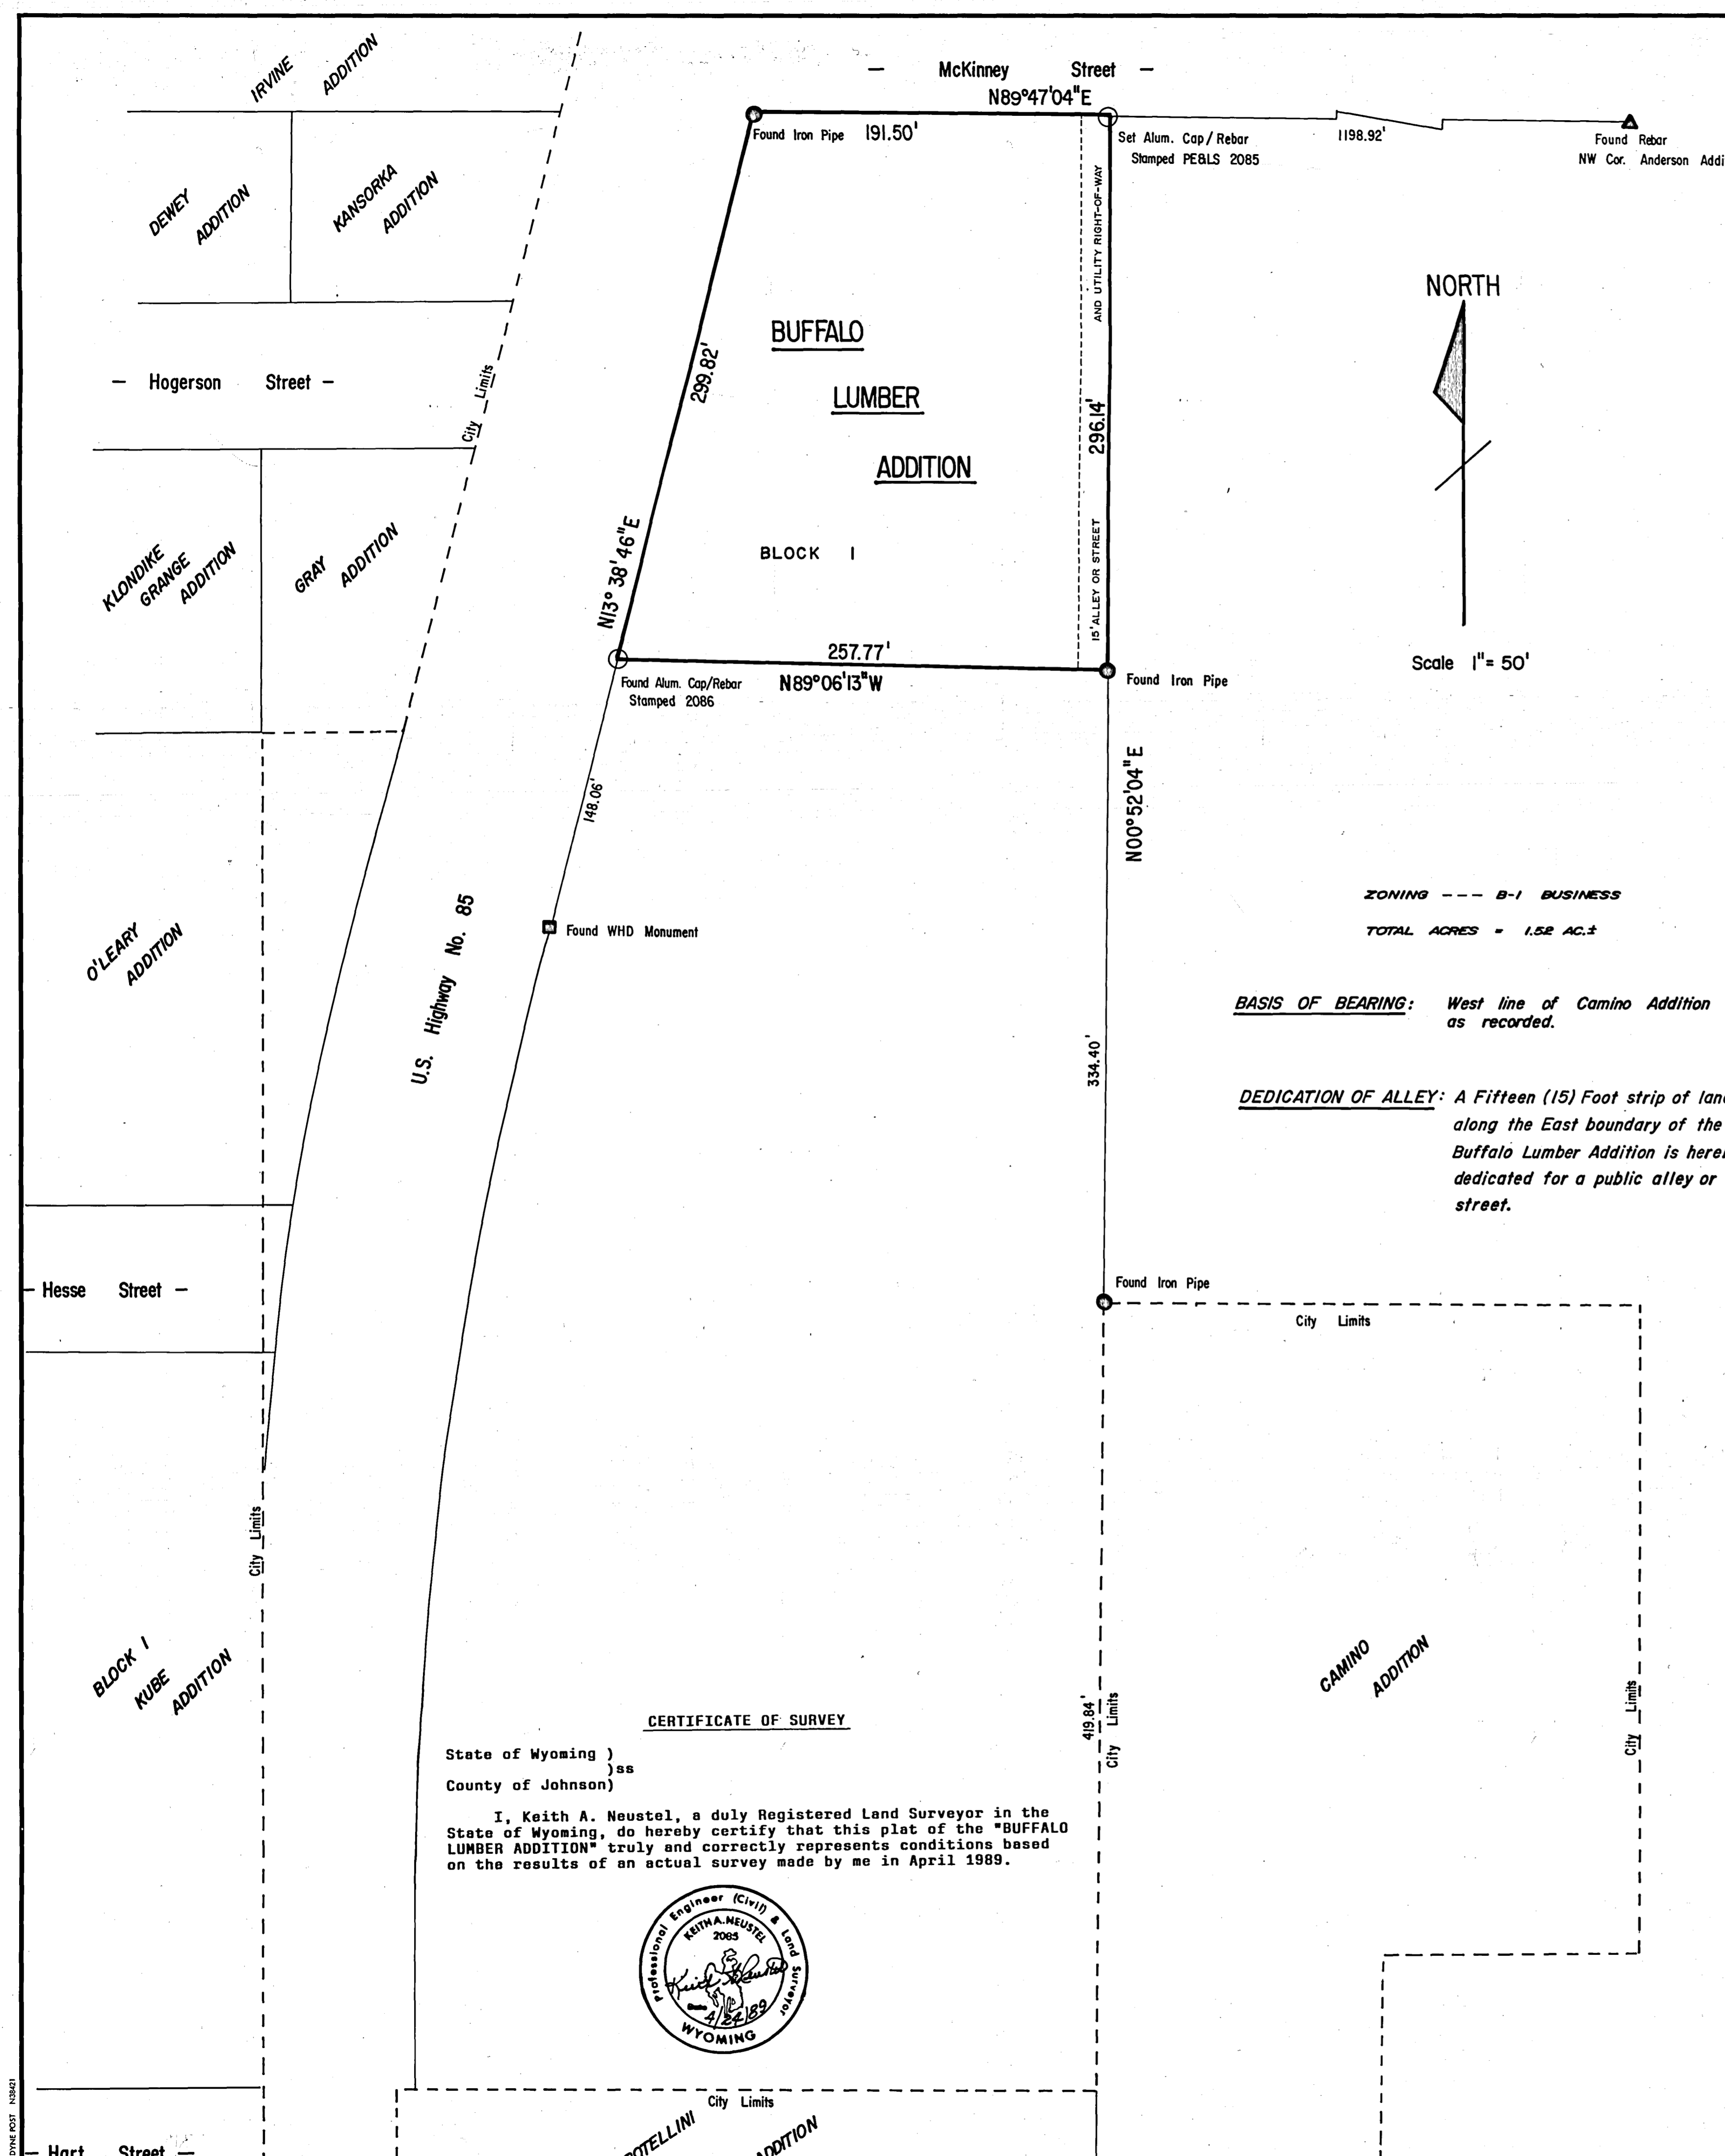 IRVINE ADDITION
— McKinney Street —
N89°47'04"E
Found Iron Pipe 191.50'
Set Alum. Cap/Rebar
Stamped PE&LS 2085
1198.92'
Found Rebar
NW Cor. Anderson Addi
DEWEY
ADDITION
KANSORKA
ADDITION
AND UTILITY RIGHT-OF-WAY
15' ALLEY OR STREET
NORTH
BUFFALO
LUMBER
ADDITION
BLOCK 1
299.82'
N13°38'46"E
296.14'
— Hogerson Street —
City Limits
KLONDIKE
GRANGE
ADDITION
GRAY
ADDITION
257.77'
N89°06'13"W
Found Alum. Cap/Rebar
Stamped 2086
Found Iron Pipe
Scale 1"= 50'
148.06'
N00°52'04"E
Found WHD Monument
U.S. Highway No. 85
O'LEARY
ADDITION
ZONING --- B-1 BUSINESS
TOTAL ACRES = 1.52 AC.±
BASIS OF BEARING: West line of Camino Addition
as recorded.
334.40'
DEDICATION OF ALLEY: A Fifteen (15) Foot strip of lan
along the East boundary of the
Buffalo Lumber Addition is here
dedicated for a public alley or
street.
— Hesse Street —
Found Iron Pipe
City Limits
City Limits
BLOCK 1
KUBE
ADDITION
CAMINO
ADDITION
419.84'
City Limits
City Limits
CERTIFICATE OF SURVEY
State of Wyoming )
)ss
County of Johnson)
I, Keith A. Neustel, a duly Registered Land Surveyor in the
State of Wyoming, do hereby certify that this plat of the "BUFFALO
LUMBER ADDITION" truly and correctly represents conditions based
on the results of an actual survey made by me in April 1989.
Professional Engineer (Civil) & Land Surveyor
KEITH A. NEUSTEL
2085
Keith A. Neustel
Date 4/24/89
WYOMING
City Limits
OTELLINI
DDITION
— Hart Street —
DYNE POST N38421